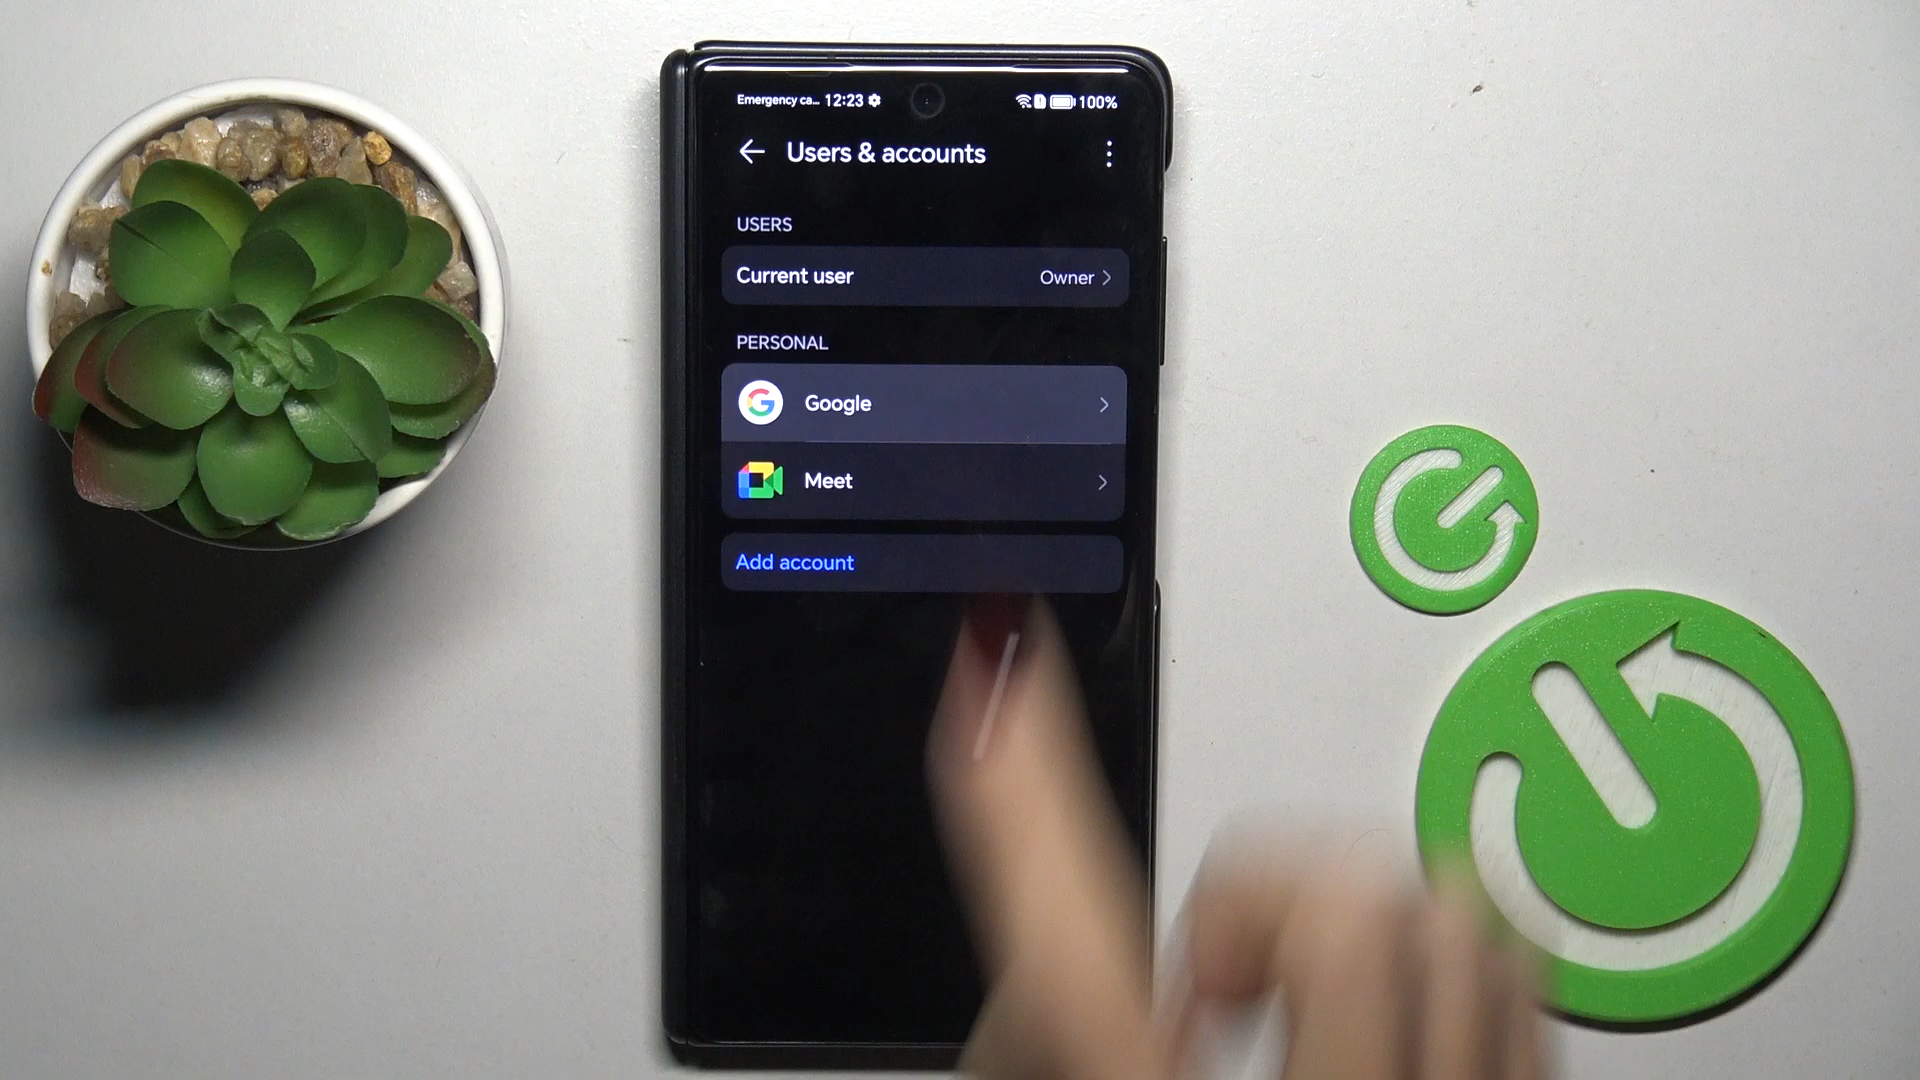 Emergency ca... 12:23 100%
Users & accounts
USERS
Current user Owner
PERSONAL
Google
Meet
Add account